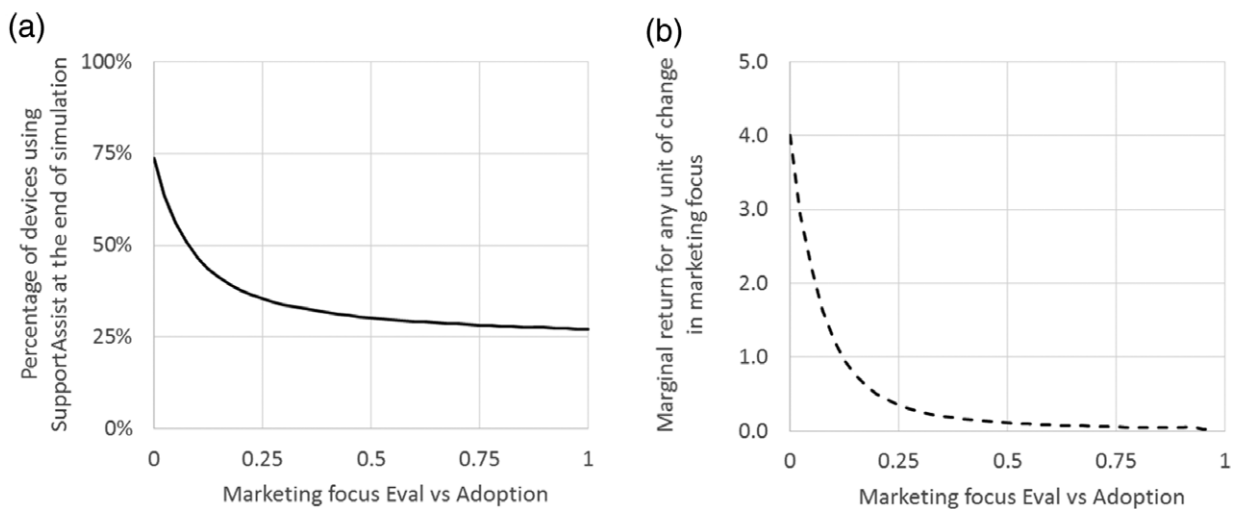 (a)
Percentage of devices using
SupportAssist at the end of simulation
100%
75%
50%
25%
0%
0 0.25 0.5 0.75 1
Marketing focus Eval vs Adoption
(b)
Marginal return for any unit of change
in marketing focus
5.0
4.0
3.0
2.0
1.0
0.0
0 0.25 0.5 0.75 1
Marketing focus Eval vs Adoption